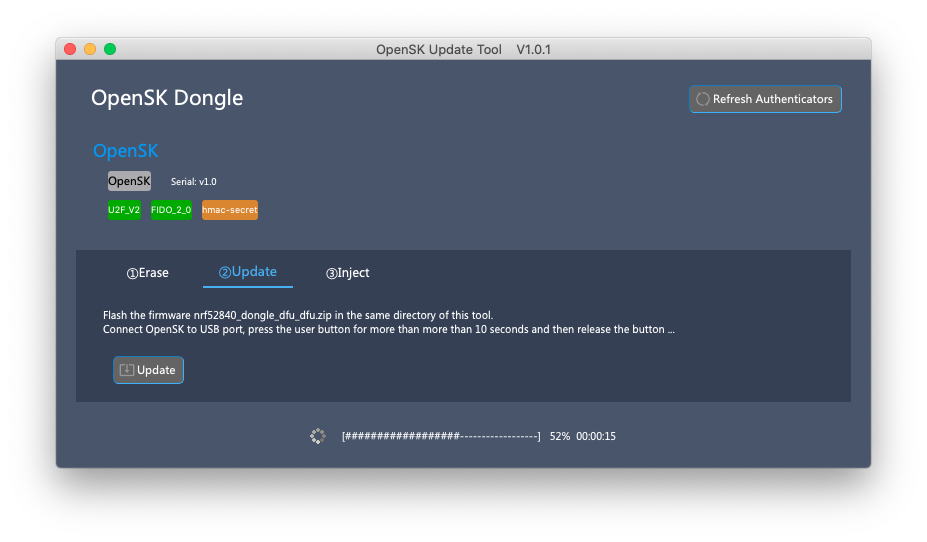 OpenSK Update Tool V1.0.1
OpenSK Dongle
Refresh Authenticators
OpenSK
OpenSK Serial: v1.0
U2F_V2 FIDO_2_0 hmac-secret
①Erase ②Update ③Inject
Flash the firmware nrf52840_dongle_dfu_dfu.zip in the same directory of this tool.
Connect OpenSK to USB port, press the user button for more than more than 10 seconds and then release the button ...
Update
[##################------------------] 52% 00:00:15